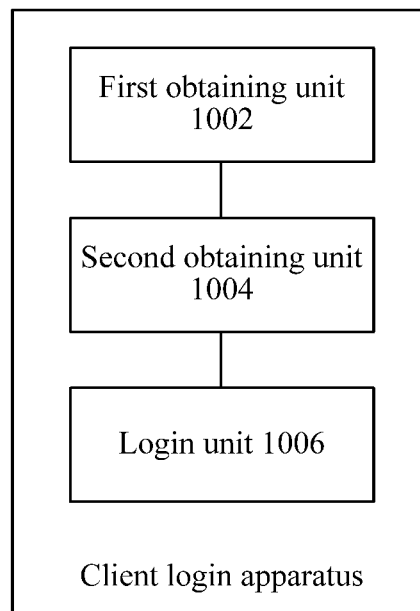 First obtaining unit
1002
Second obtaining unit
1004
Login unit 1006
Client login apparatus